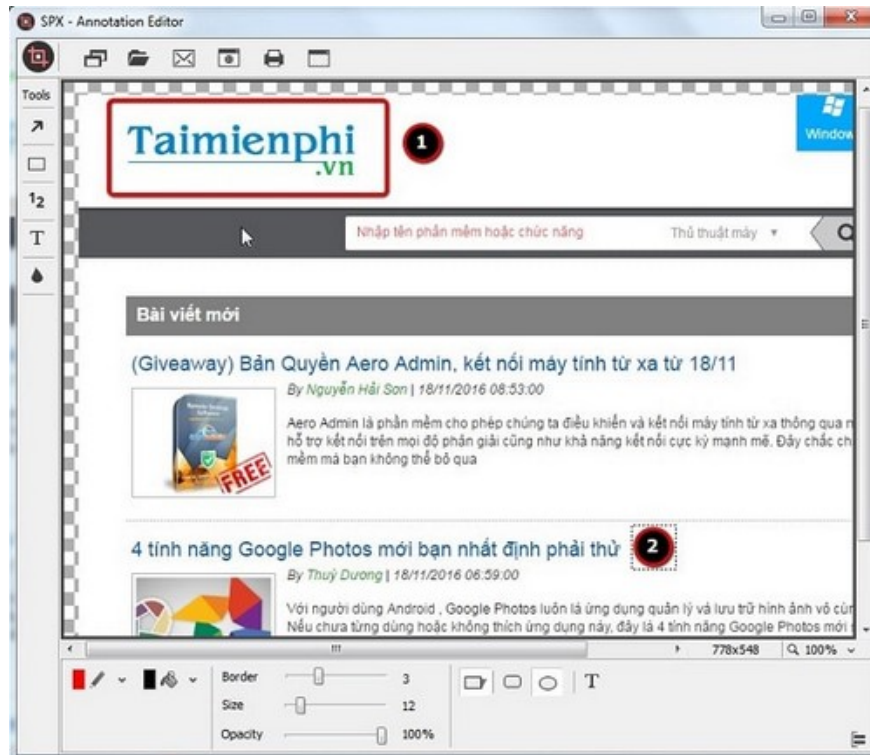 SPX - Annotation Editor
Tools
Taimienphi
.vn
1
Window
12
T
Nhập tên phần mềm hoặc chức năng
Thủ thuật máy
Bài viết mới
(Giveaway) Bản Quyền Aero Admin, kết nối máy tính từ xa từ 18/11
By Nguyễn Hải Sơn | 18/11/2016 08:53:00
Aero Admin là phần mềm cho phép chúng ta điều khiển và kết nối máy tính từ xa thông qua
hỗ trợ kết nối trên mọi độ phân giải cũng như khả năng kết nối cực kỳ mạnh mẽ. Đây chắc ch
mềm mà bạn không thể bỏ qua
FREE
4 tính năng Google Photos mới bạn nhất định phải thử
2
By Thuỳ Dương | 18/11/2016 06:59:00
Với người dùng Android , Google Photos luôn là ứng dụng quản lý và lưu trữ hình ảnh vô cùn
Nếu chưa từng dùng hoặc không thích ứng dụng này, đây là 4 tính năng Google Photos mới
778x548 100%
Border 3
Size 12
Opacity 100%
T